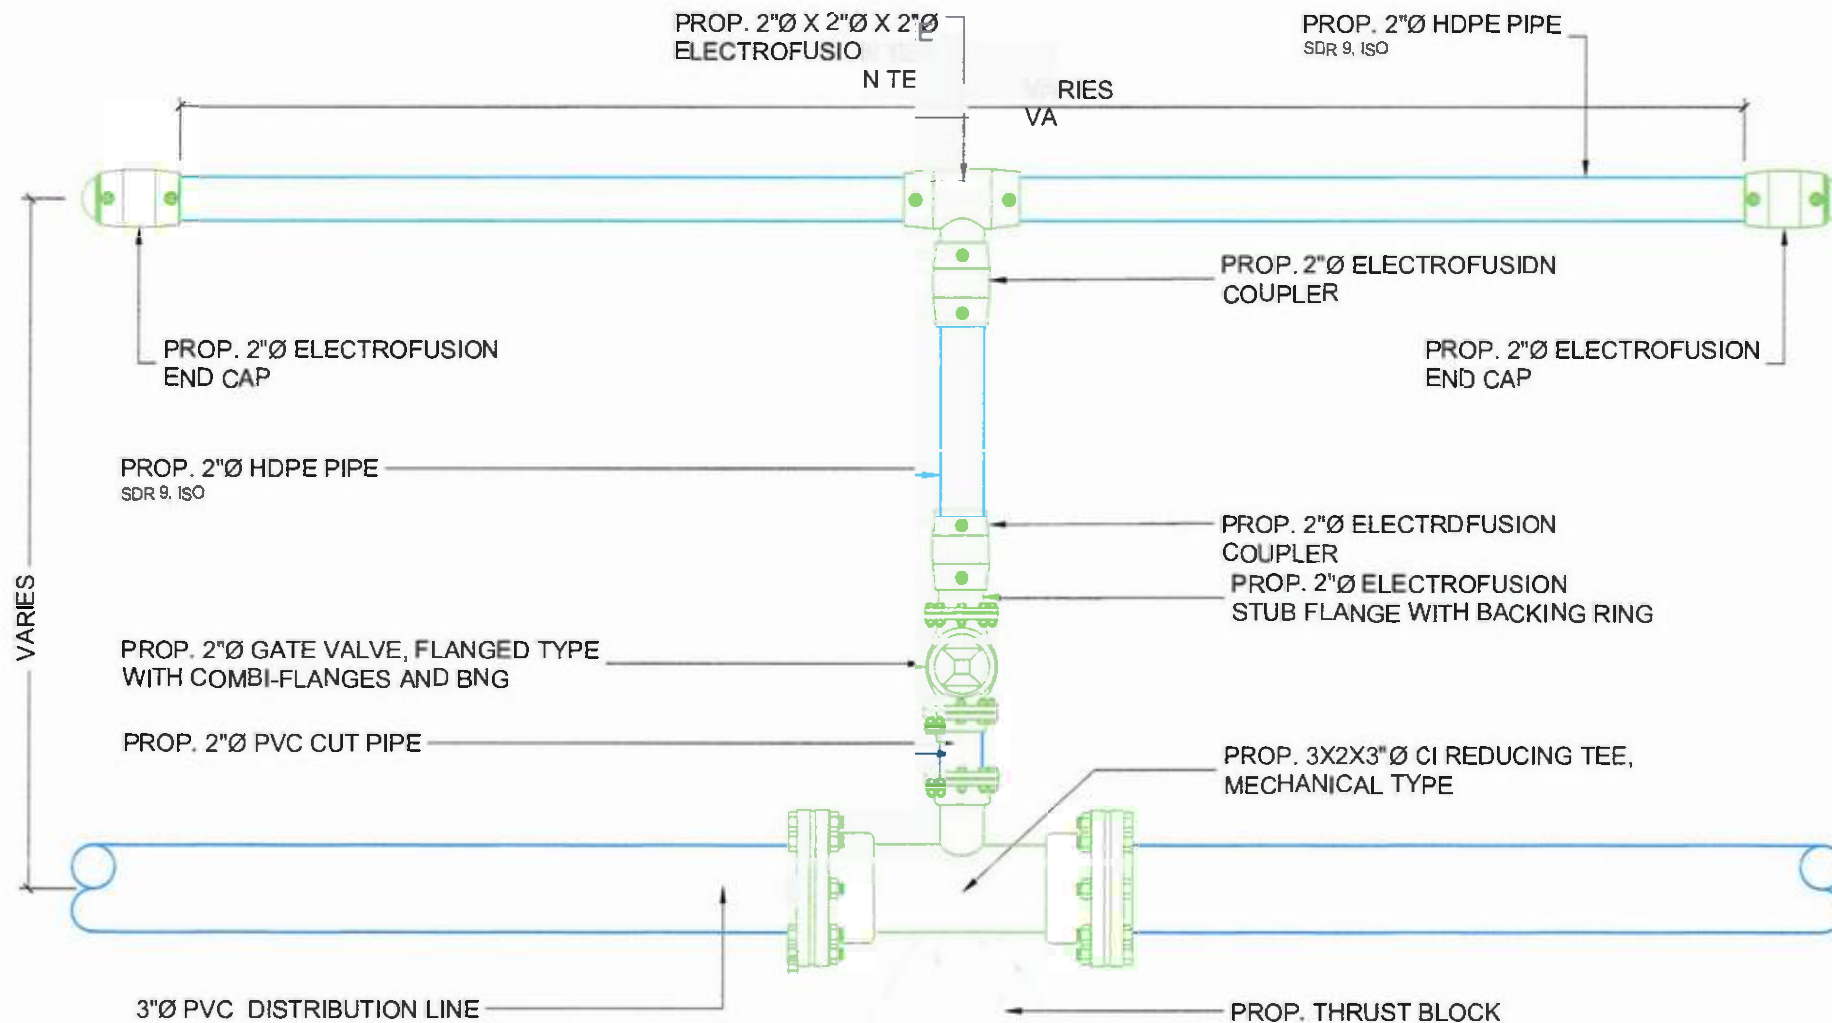 PROP. 2"Ø X 2"Ø X 2"Ø
ELECTROFUSIO
N TE
E
PROP. 2"Ø HDPE PIPE
SDR 9, ISO
VARIES
VA
PROP. 2"Ø ELECTROFUSIDN
COUPLER
PROP. 2"Ø ELECTROFUSION
END CAP
PROP. 2"Ø ELECTROFUSION
END CAP
PROP. 2"Ø HDPE PIPE
SDR 9, ISO
PROP. 2"Ø ELECTRDFUSION
COUPLER
PROP. 2"Ø ELECTROFUSION
STUB FLANGE WITH BACKING RING
VARIES
PROP. 2"Ø GATE VALVE, FLANGED TYPE
WITH COMBI-FLANGES AND BNG
PROP. 2"Ø PVC CUT PIPE
PROP. 3X2X3"Ø CI REDUCING TEE,
MECHANICAL TYPE
3"Ø PVC DISTRIBUTION LINE
PROP. THRUST BLOCK